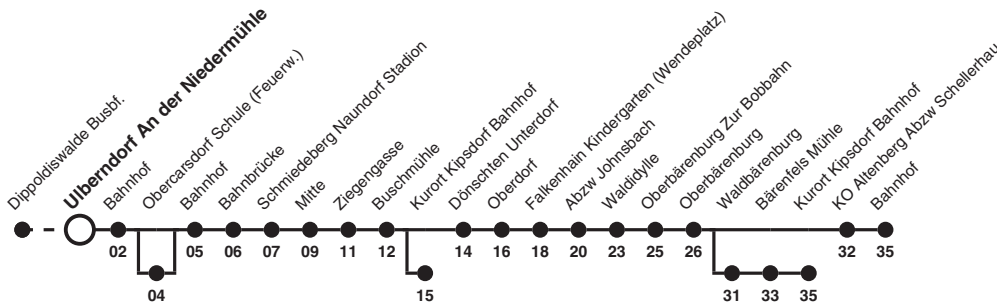 Dippoldiswalde Busbf.
Ulberndorf An der Niedermühle
Bahnhof
Obercarsdorf Schule (Feuerw.)
Bahnhof
Bahnbrücke
Schmiedeberg Naundorf Stadion
Mitte
Ziegengasse
Buschmühle
Kurort Kipsdorf Bahnhof
Dönschten Unterdorf
Oberdorf
Falkenhain Kindergarten (Wendeplatz)
Abzw Johnsbach
Waldidylle
Oberbärenburg Zur Bobbahn
Oberbärenburg
Waldbärenburg
Bärenfels Mühle
Kurort Kipsdorf Bahnhof
KO Altenberg Abzw Schellerhau
Bahnhof
02 05 06 07 09 11 12 14 16 18 20 23 25 26 32 35
04 15 31 33 35